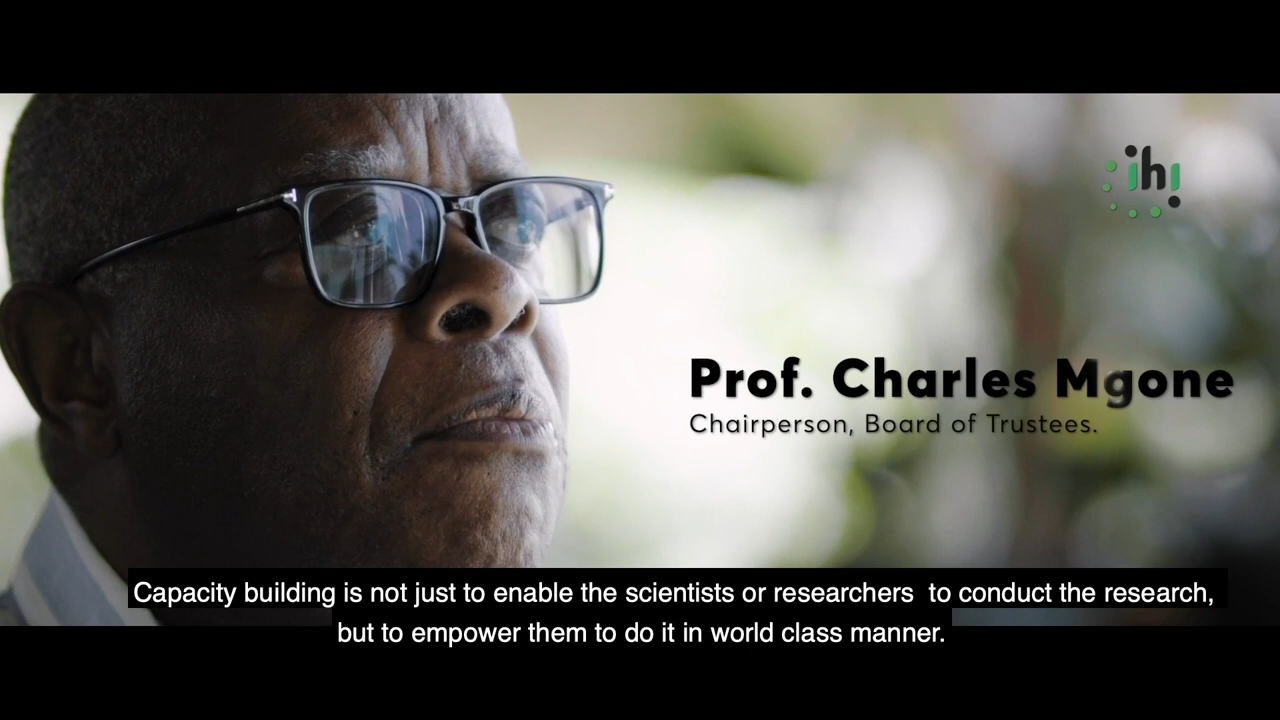 ihi
Prof. Charles Mgone
Chairperson, Board of Trustees.
Capacity building is not just to enable the scientists or researchers  to conduct the research,
but to empower them to do it in world class manner.